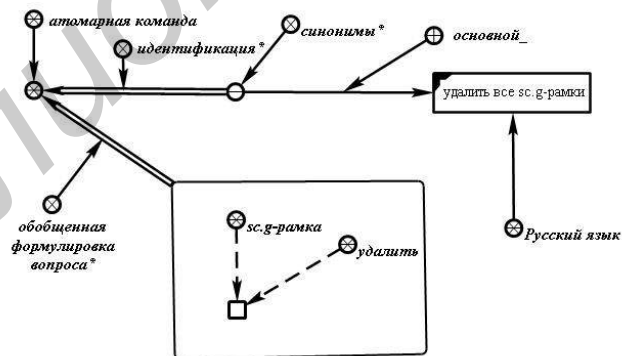 атомарная команда
идентификация*
синонимы*
основной_
удалить все sc.g-рамки
обобщенная
формулировка
вопроса*
sc.g-рамка
удалить
Русский язык